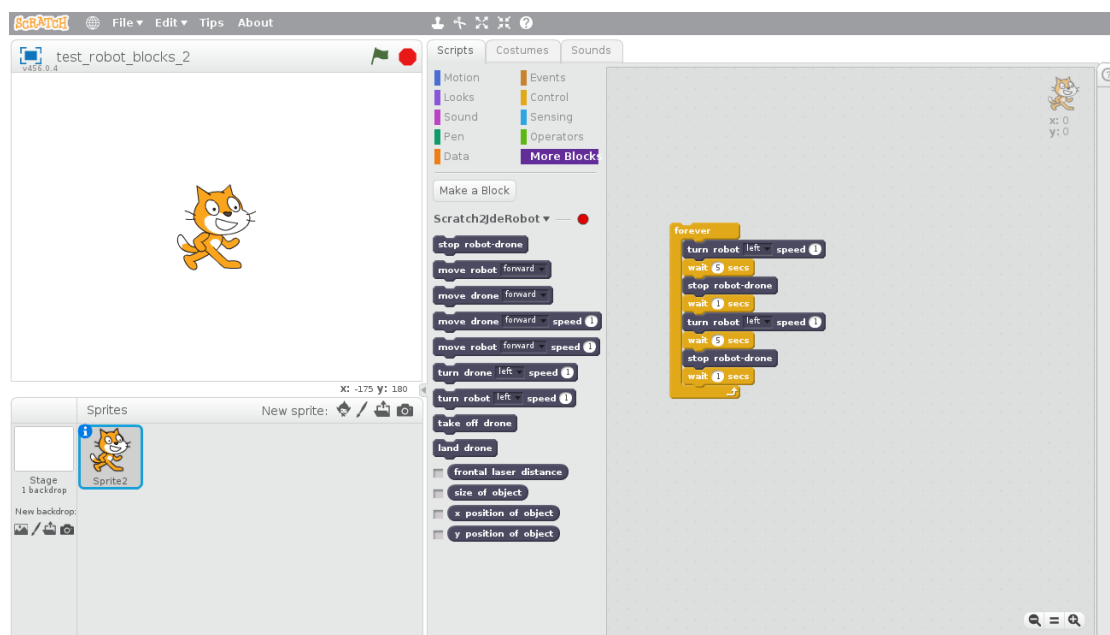 SCRATCH File Edit Tips About
test_robot_blocks_2
v456.0.4
X: -175 Y: 180
Sprites New sprite:
Stage
1 backdrop
New backdrop:
Sprite2
Scripts Costumes Sounds
Motion Events
Looks Control
Sound Sensing
Pen Operators
Data More Blocks
Make a Block
Scratch2JdeRobot
stop robot-drone
move robot forward
move drone forward
move drone forward speed 1
move robot forward speed 1
turn drone left speed 1
turn robot left speed 1
take off drone
land drone
frontal laser distance
size of object
x position of object
y position of object
x: 0
y: 0
forever
turn robot left speed 1
wait 5 secs
stop robot-drone
wait 1 secs
turn robot left speed 1
wait 5 secs
stop robot-drone
wait 1 secs